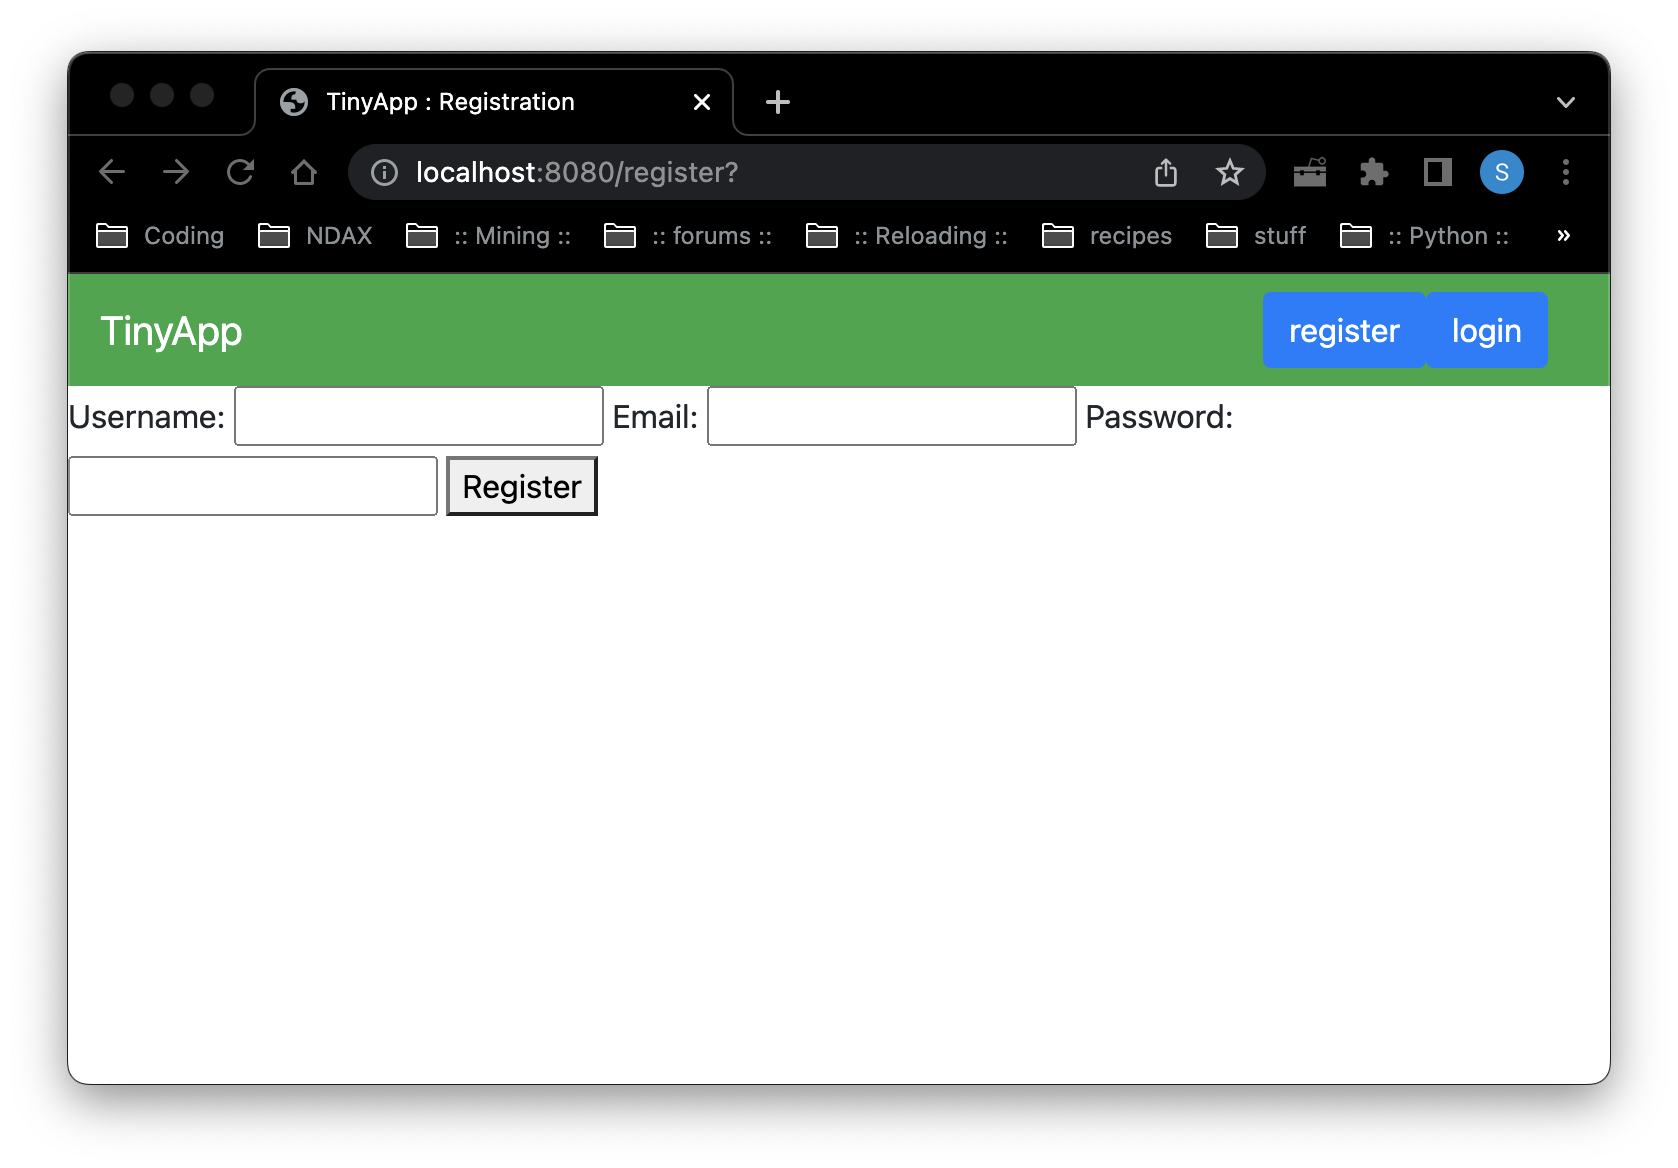 TinyApp : Registration
localhost:8080/register?
S
Coding NDAX :: Mining :: :: forums :: :: Reloading :: recipes stuff :: Python :: »
TinyApp register login
Username: Email: Password:
Register